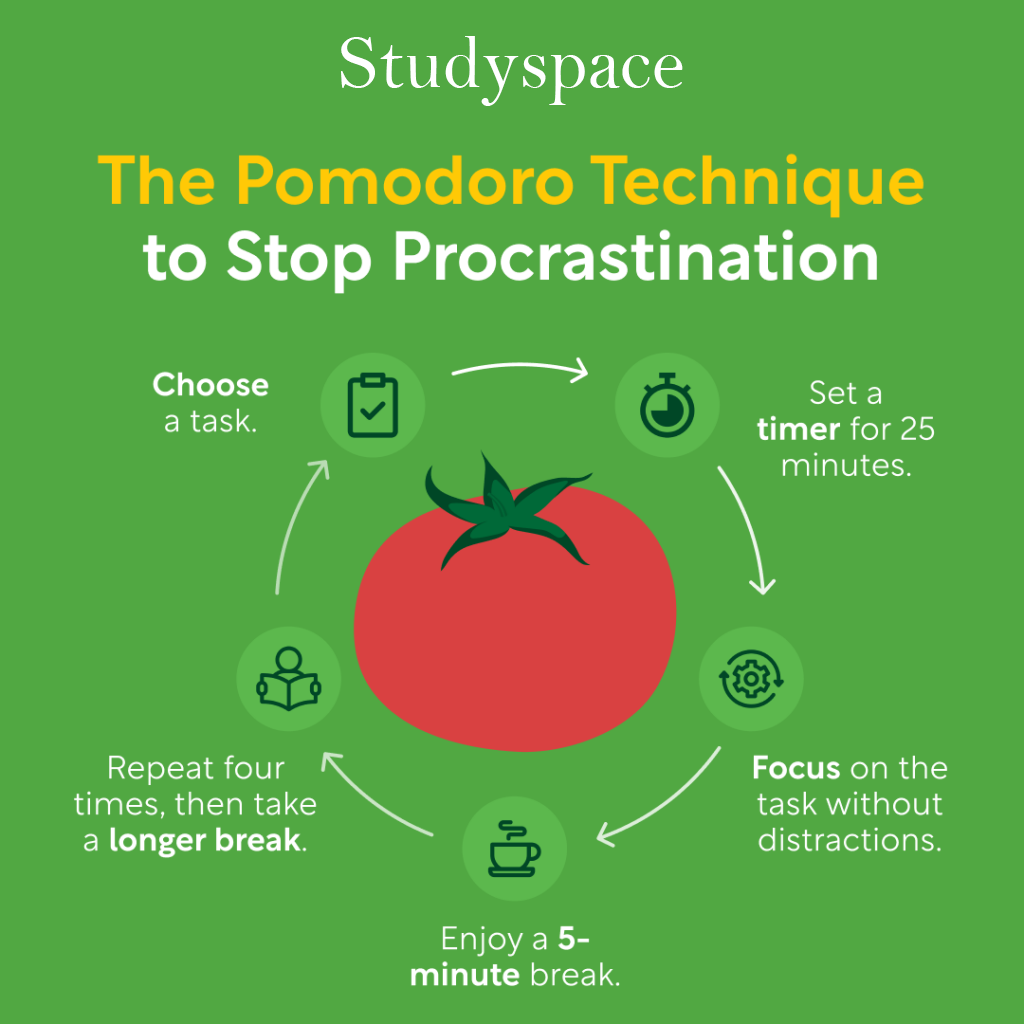 Studyspace
The Pomodoro Technique
to Stop Procrastination
Choose
a task.
Set a
timer for 25
minutes.
Focus on the
task without
distractions.
Enjoy a 5-
minute break.
Repeat four
times, then take
a longer break.